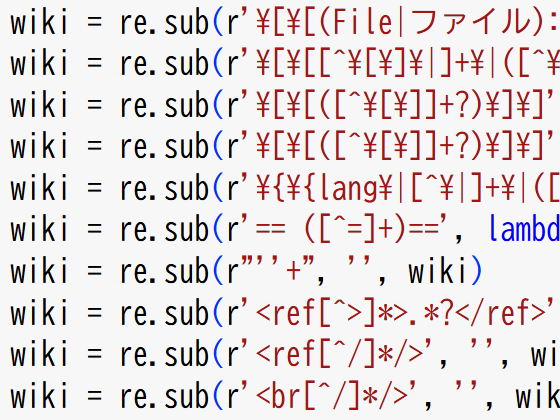 wiki = re.sub(r'¥[¥[(File|ファイル):
wiki = re.sub(r'¥[¥[[^¥[¥]¥|]+¥|([^¥
wiki = re.sub(r'¥[¥[([^¥[¥]]+?)¥]¥]'
wiki = re.sub(r'¥[¥[([^¥[¥]]+?)¥]¥]'
wiki = re.sub(r'¥{¥{lang¥|[^¥|]+¥|([
wiki = re.sub(r'== ([^=]+)==', lambd
wiki = re.sub(r"''+", '', wiki)
wiki = re.sub(r'<ref[^>]*>.*?</ref>'
wiki = re.sub(r'<ref[^/]*/>', '', wi
wiki = re.sub(r'<br[^/]*/>', '', wik